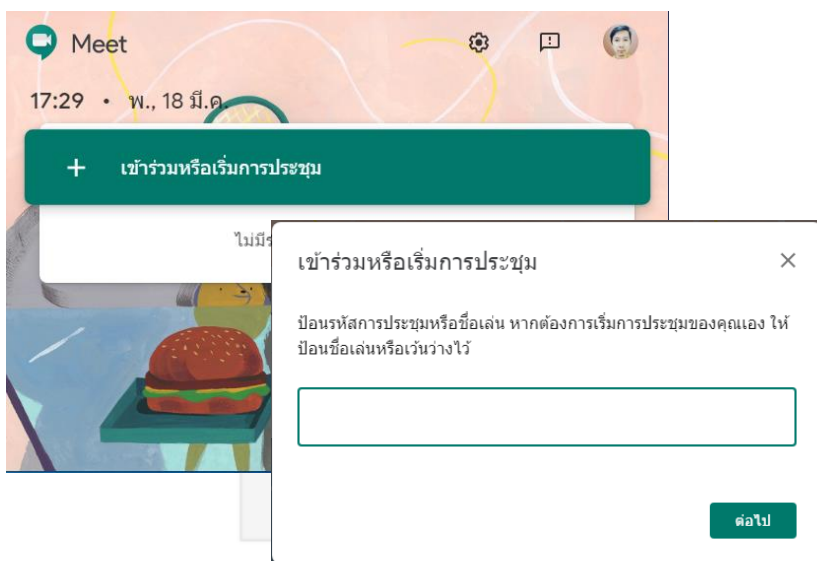 Meet
17:29 • พ., 18 มี.ค.
+ เข้าร่วมหรือเริ่มการประชุม
ไม่มี
เข้าร่วมหรือเริ่มการประชุม
ป้อนรหัสการประชุมหรือชื่อเล่น หากต้องการเริ่มการประชุมของคุณเอง ให้
ป้อนชื่อเล่นหรือเว้นว่างไว้
ต่อไป